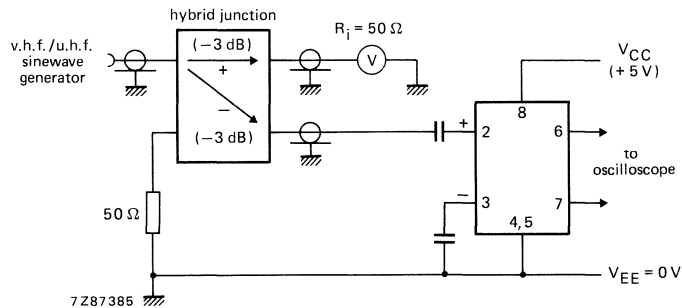 hybrid junction
v.h.f./u.h.f.
sinewave
generator
(−3 dB)
+
−
(−3 dB)
R_i = 50 Ω
V
V_CC
(+5 V)
8
+
2
6
to
oscilloscope
−
3
7
4, 5
50 Ω
V_EE = 0 V
7Z87385